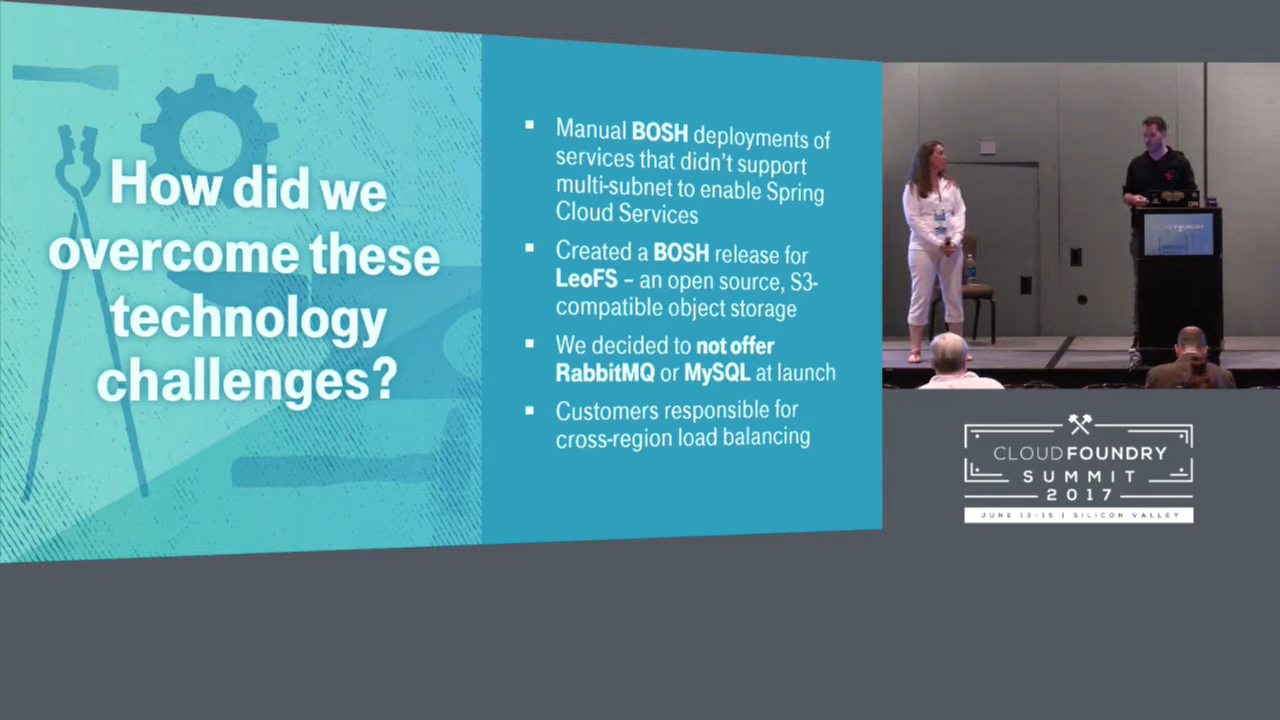 How did we
overcome these
technology
challenges?
▪ Manual BOSH deployments of
services that didn't support
multi-subnet to enable Spring
Cloud Services
▪ Created a BOSH release for
LeoFS – an open source, S3-
compatible object storage
▪ We decided to not offer
RabbitMQ or MySQL at launch
▪ Customers responsible for
cross-region load balancing
CLOUD FOUNDRY
CLOUDFOUNDRY
SUMMIT
2017
JUNE 13-15 | SILICON VALLEY